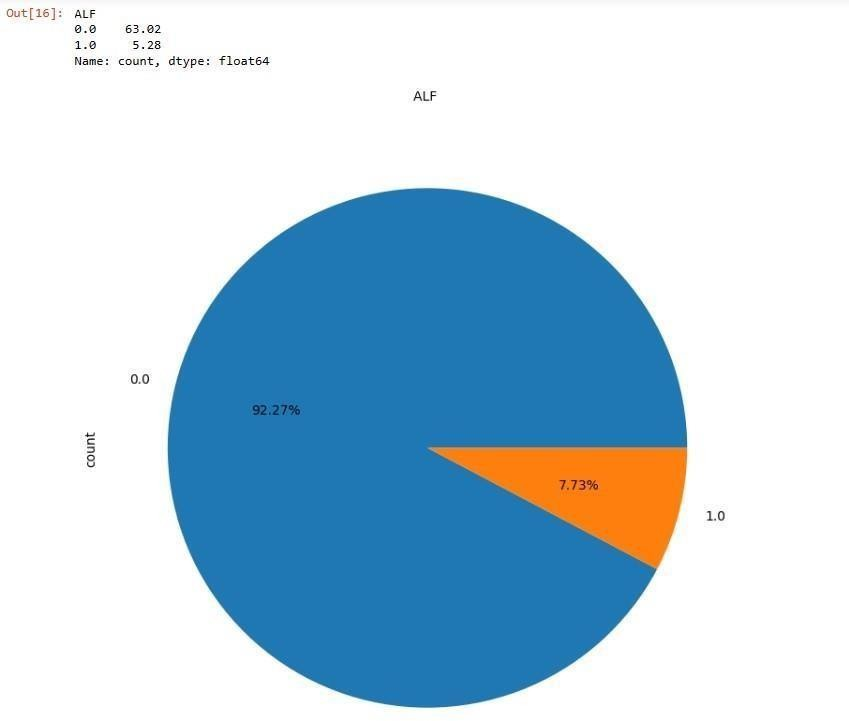 Out[16]: ALF
0.0    63.02
1.0     5.28
Name: count, dtype: float64
ALF
0.0
92.27%
count
7.73%
1.0